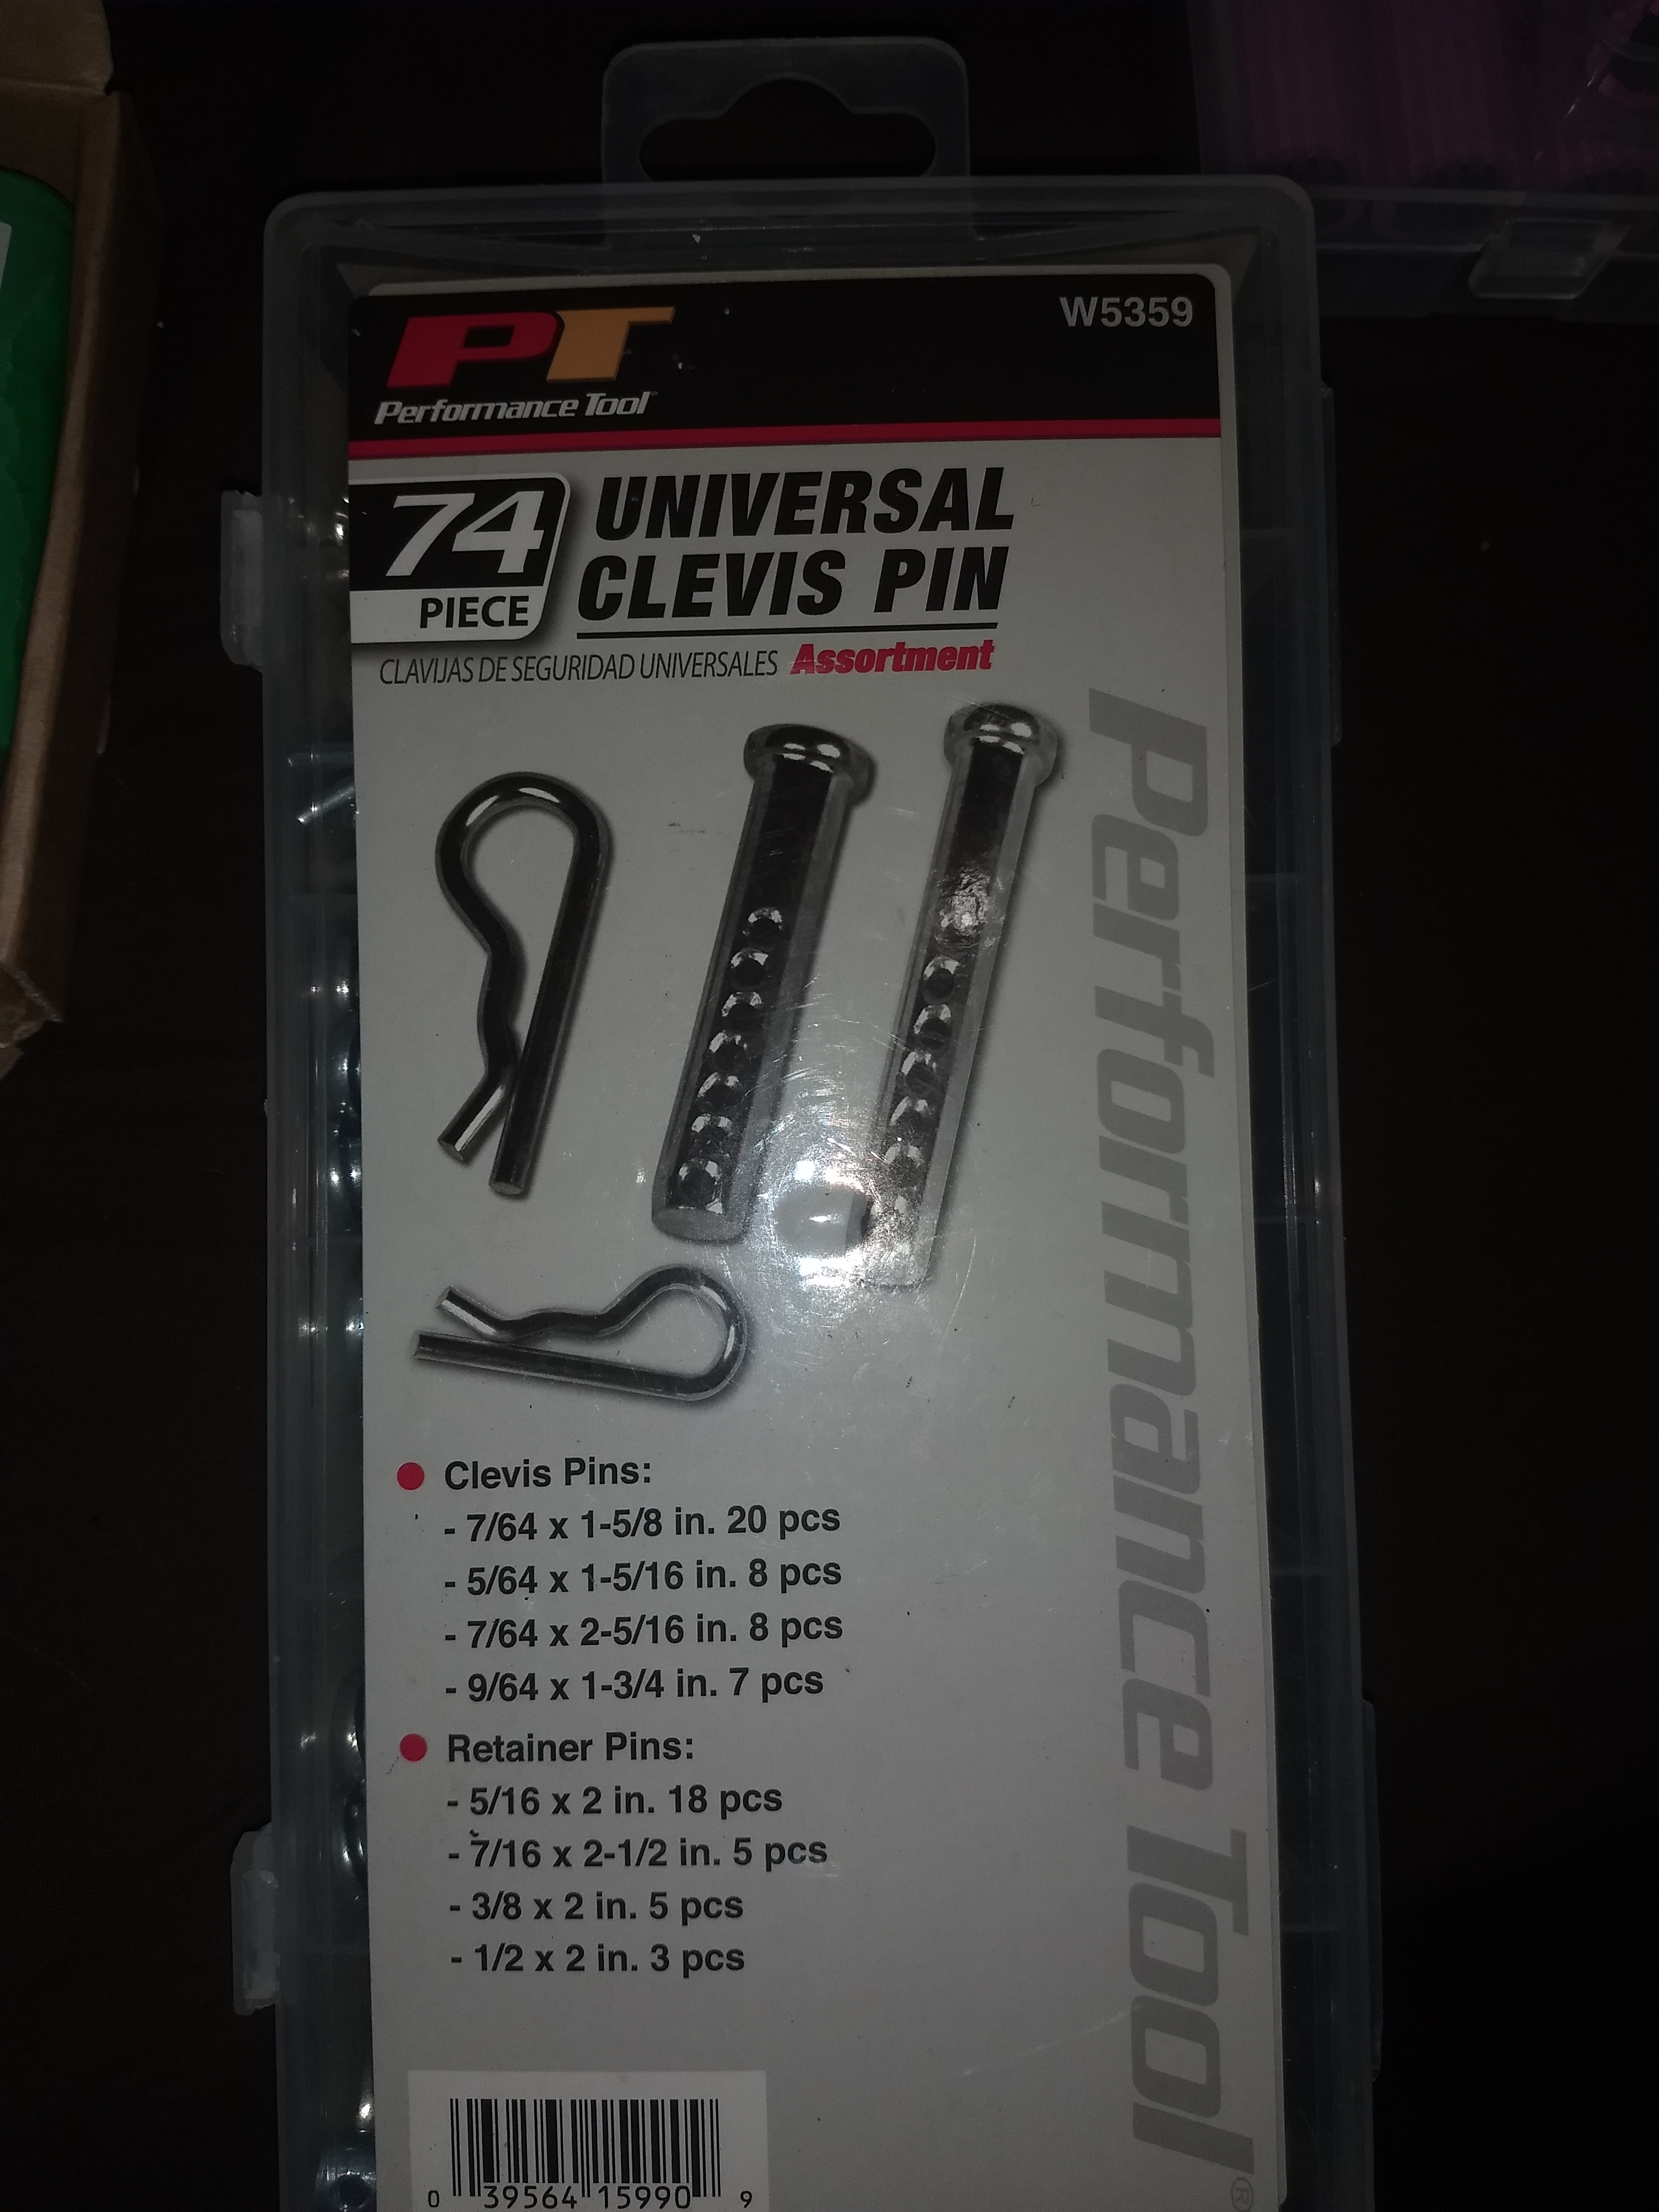 PT
Performance Tool
W5359
74
PIECE
UNIVERSAL
CLEVIS PIN
CLAVIJAS DE SEGURIDAD UNIVERSALES Assortment
Performance Tool®
Clevis Pins:
- 7/64 x 1-5/8 in. 20 pcs
- 5/64 x 1-5/16 in. 8 pcs
- 7/64 x 2-5/16 in. 8 pcs
- 9/64 x 1-3/4 in. 7 pcs
Retainer Pins:
- 5/16 x 2 in. 18 pcs
- 7/16 x 2-1/2 in. 5 pcs
- 3/8 x 2 in. 5 pcs
- 1/2 x 2 in. 3 pcs
0 39564 15990 9